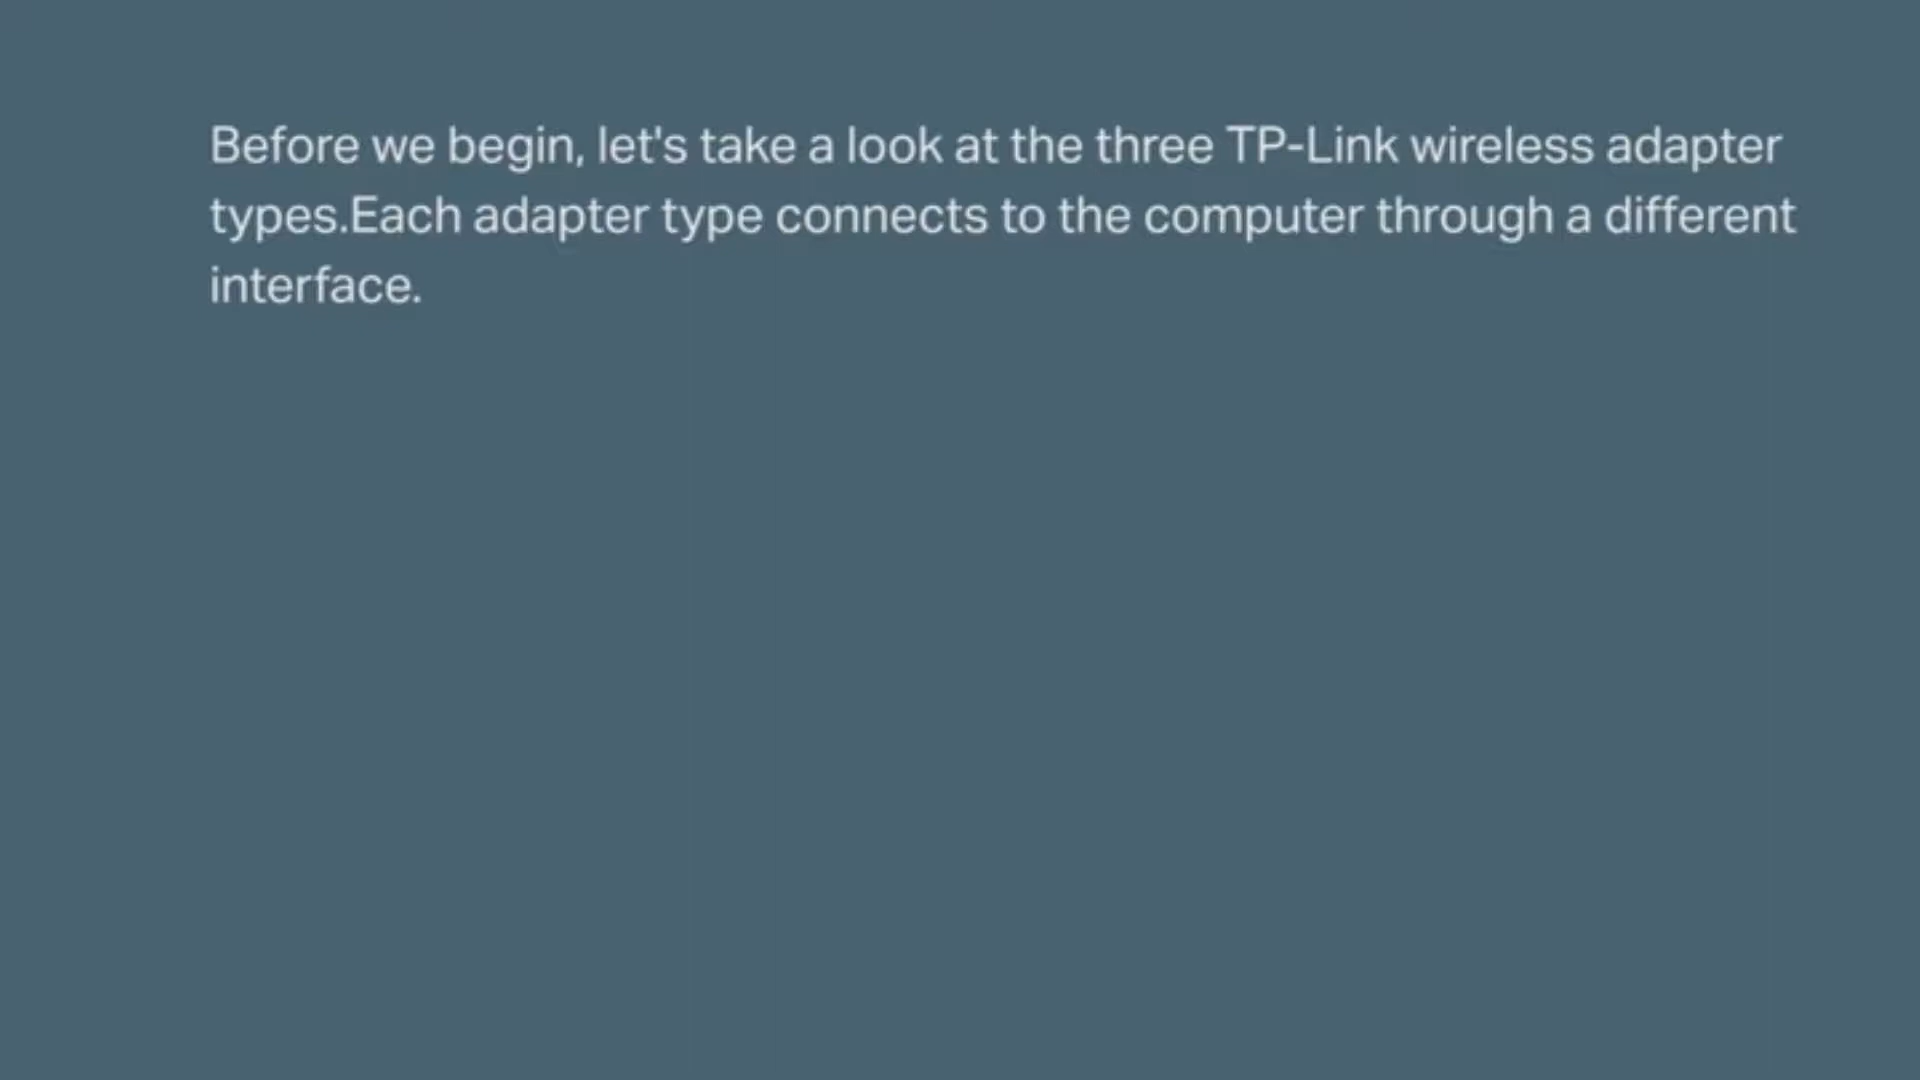 Before we begin, let's take a look at the three TP-Link wireless adapter
types.Each adapter type connects to the computer through a different
interface.